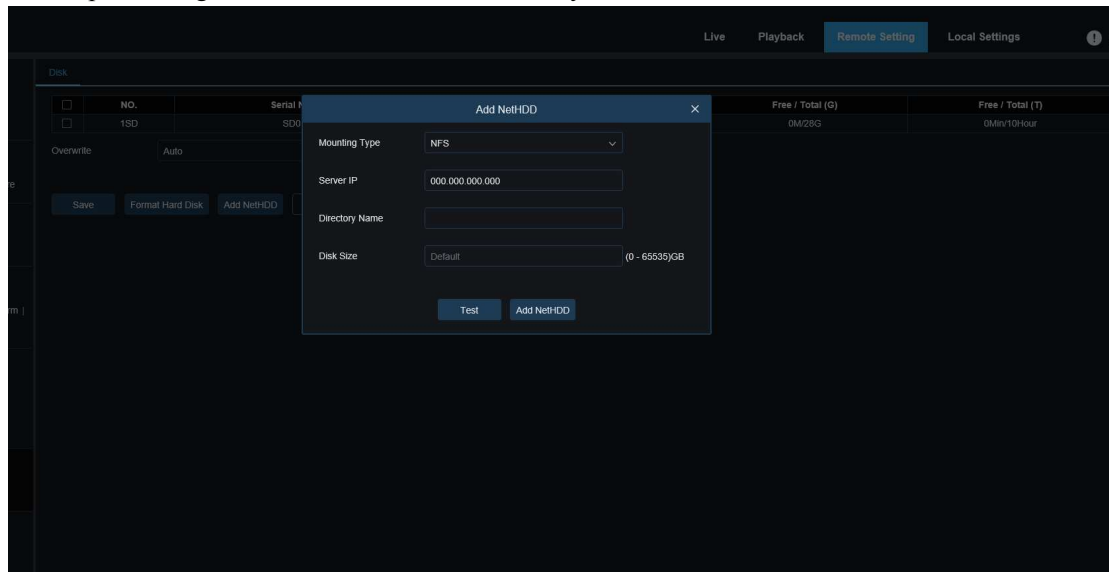 Live Playback Remote Setting Local Settings
Disk
NO. Serial Free / Total (G) Free / Total (T)
1SD SD0 0M/28G 0Min/10Hour
Overwrite Auto
Save Format Hard Disk Add NetHDD
Add NetHDD
Mounting Type NFS
Server IP 000.000.000.000
Directory Name
Disk Size Default (0 - 65535)GB
Test Add NetHDD